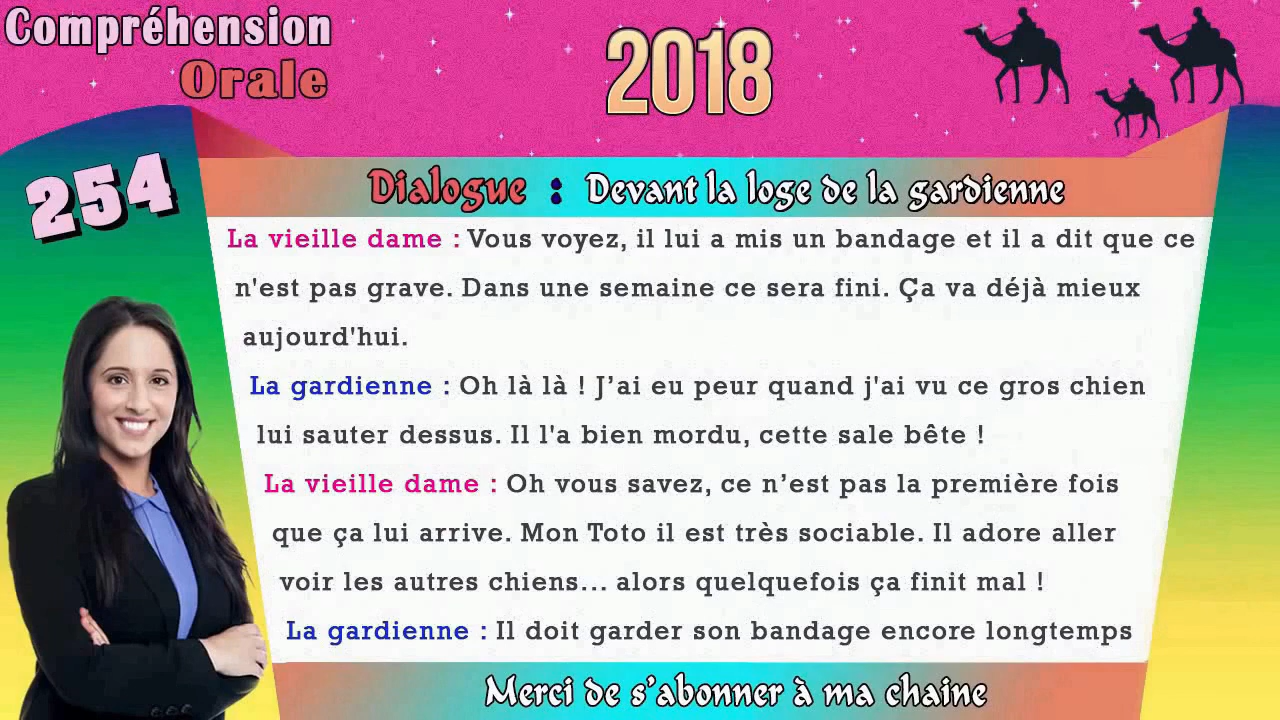 Compréhension
Orale
2018
254
Dialogue : Devant la loge de la gardienne
La vieille dame : Vous voyez, il lui a mis un bandage et il a dit que ce
n'est pas grave. Dans une semaine ce sera fini. Ça va déjà mieux
aujourd'hui.
La gardienne : Oh là là ! J’ai eu peur quand j'ai vu ce gros chien
lui sauter dessus. Il l'a bien mordu, cette sale bête !
La vieille dame : Oh vous savez, ce n’est pas la première fois
que ça lui arrive. Mon Toto il est très sociable. Il adore aller
voir les autres chiens... alors quelquefois ça finit mal !
La gardienne : Il doit garder son bandage encore longtemps
Merci de s’abonner à ma chaine